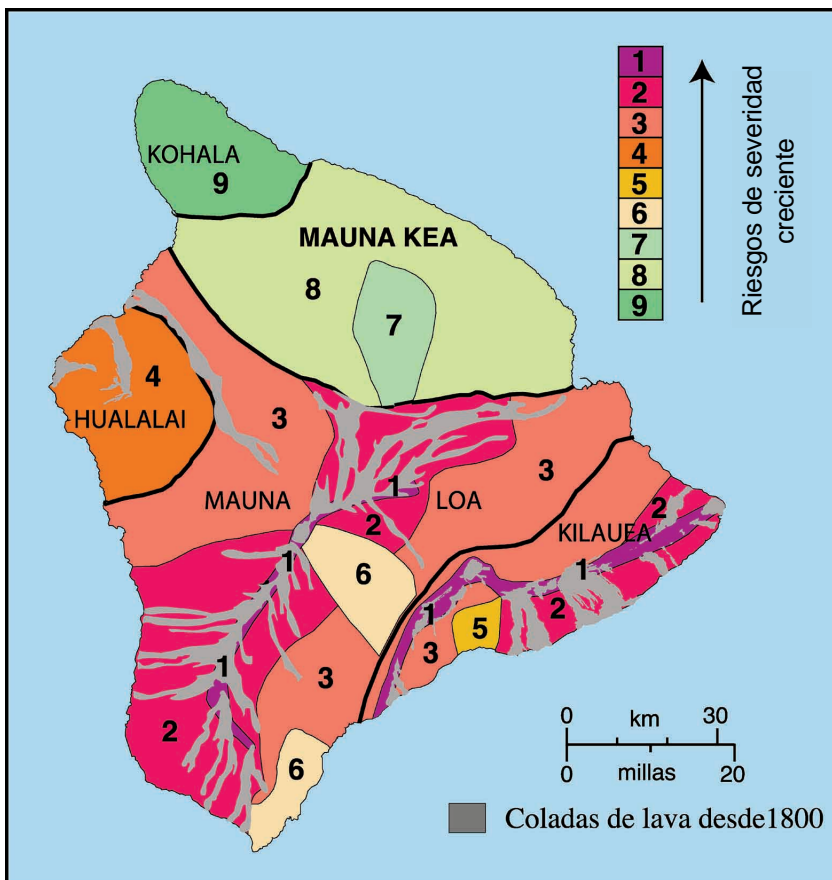 1
2
3
4
5
6
7
8
9
Riesgos de severidad
creciente
KOHALA
9
MAUNA KEA
8
7
4
HUALALAI
3
MAUNA
1
LOA
3
2
2
KILAUEA
1
6
1
1
2
5
3
1
3
2
6
0 km 30
0 millas 20
Coladas de lava desde1800